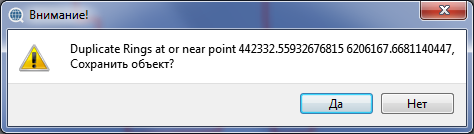 Внимание!
Duplicate Rings at or near point 442332.55932676815 6206167.6681140447,
Сохранить объект?
Да
Нет